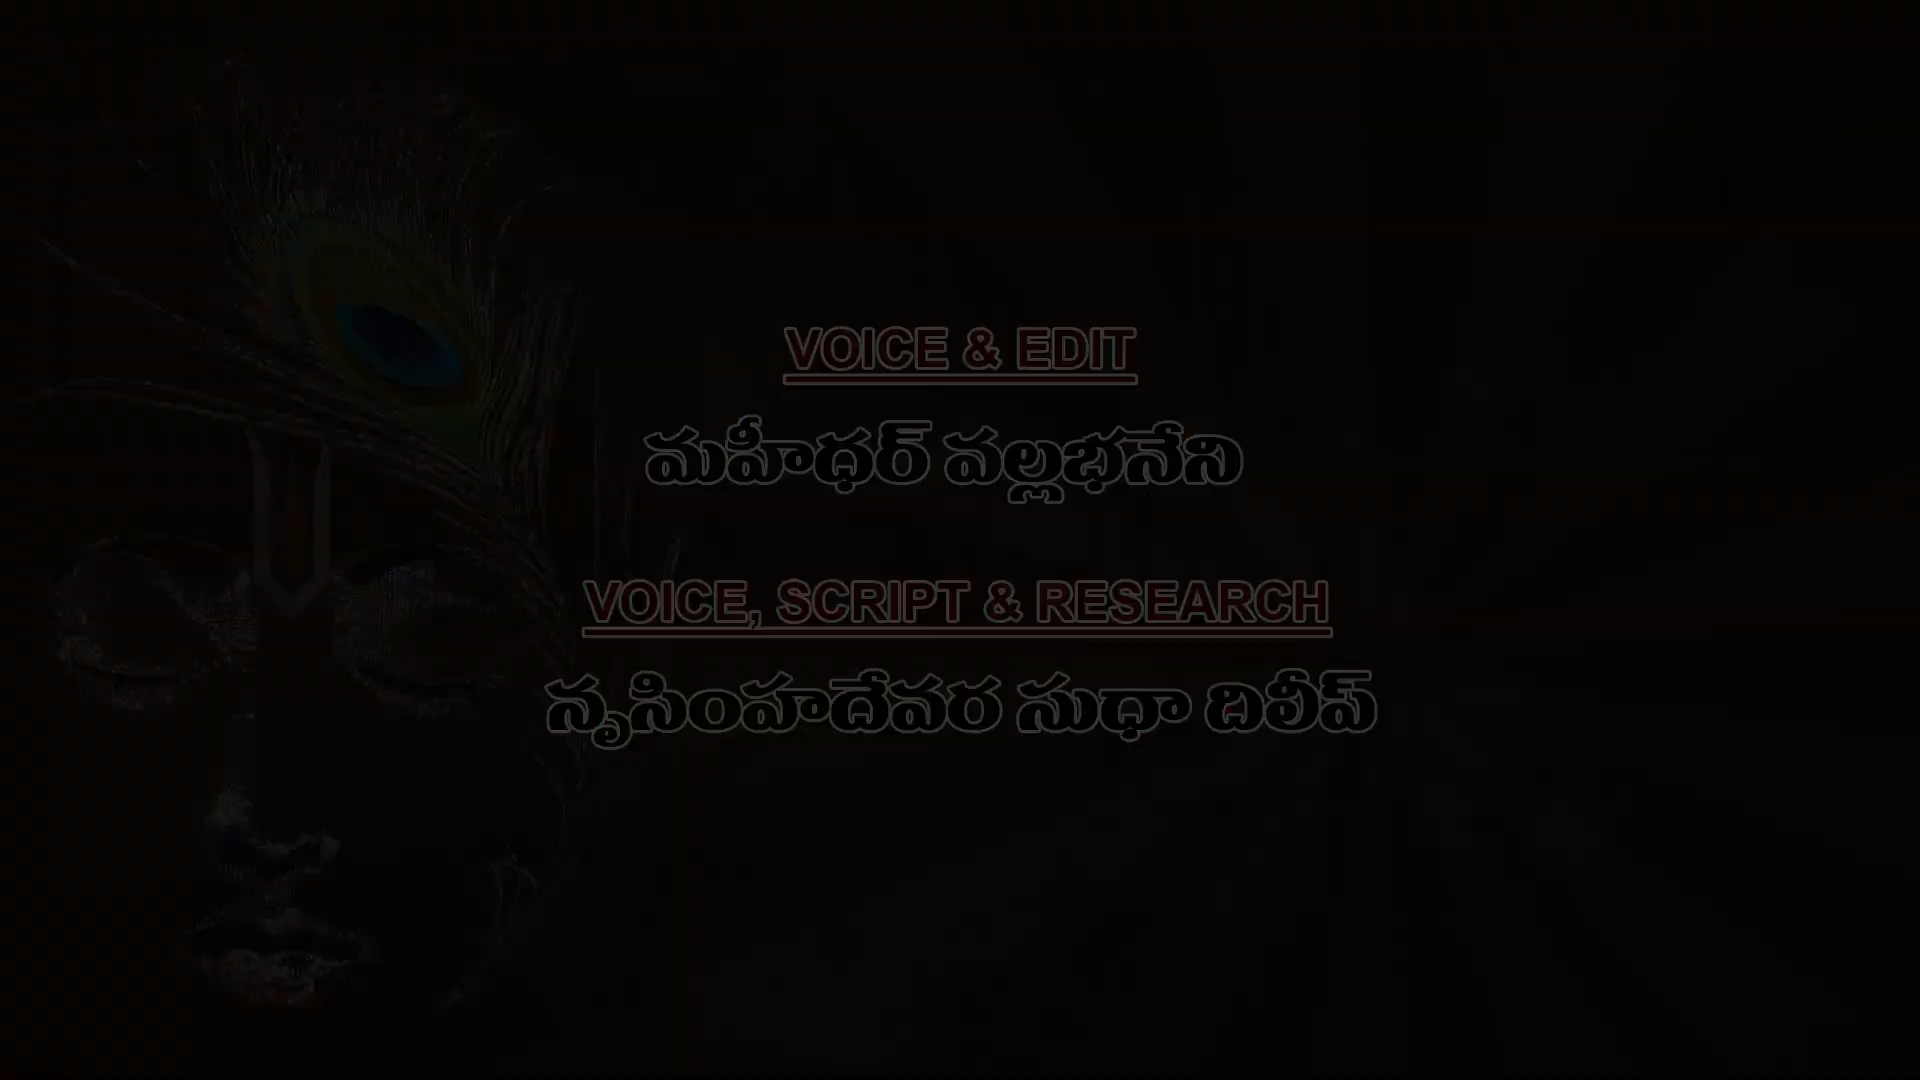 VOICE & EDIT
మహీధర్ వల్లభనేని
VOICE, SCRIPT & RESEARCH
నృసింహదేవర సుధా దిలీప్